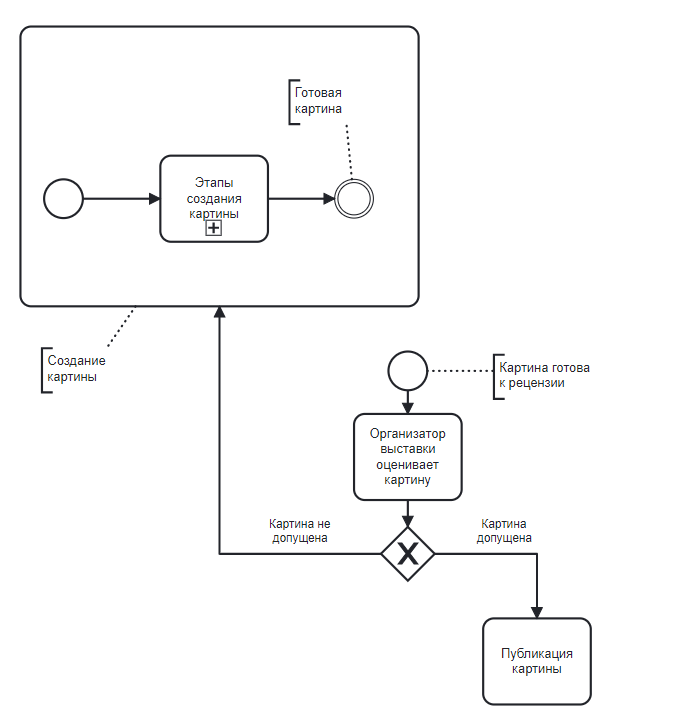 Готовая
картина
Этапы
создания
картины
Создание
картины
Картина готова
к рецензии
Организатор
выставки
оценивает
картину
Картина не
допущена
Картина
допущена
Публикация
картины